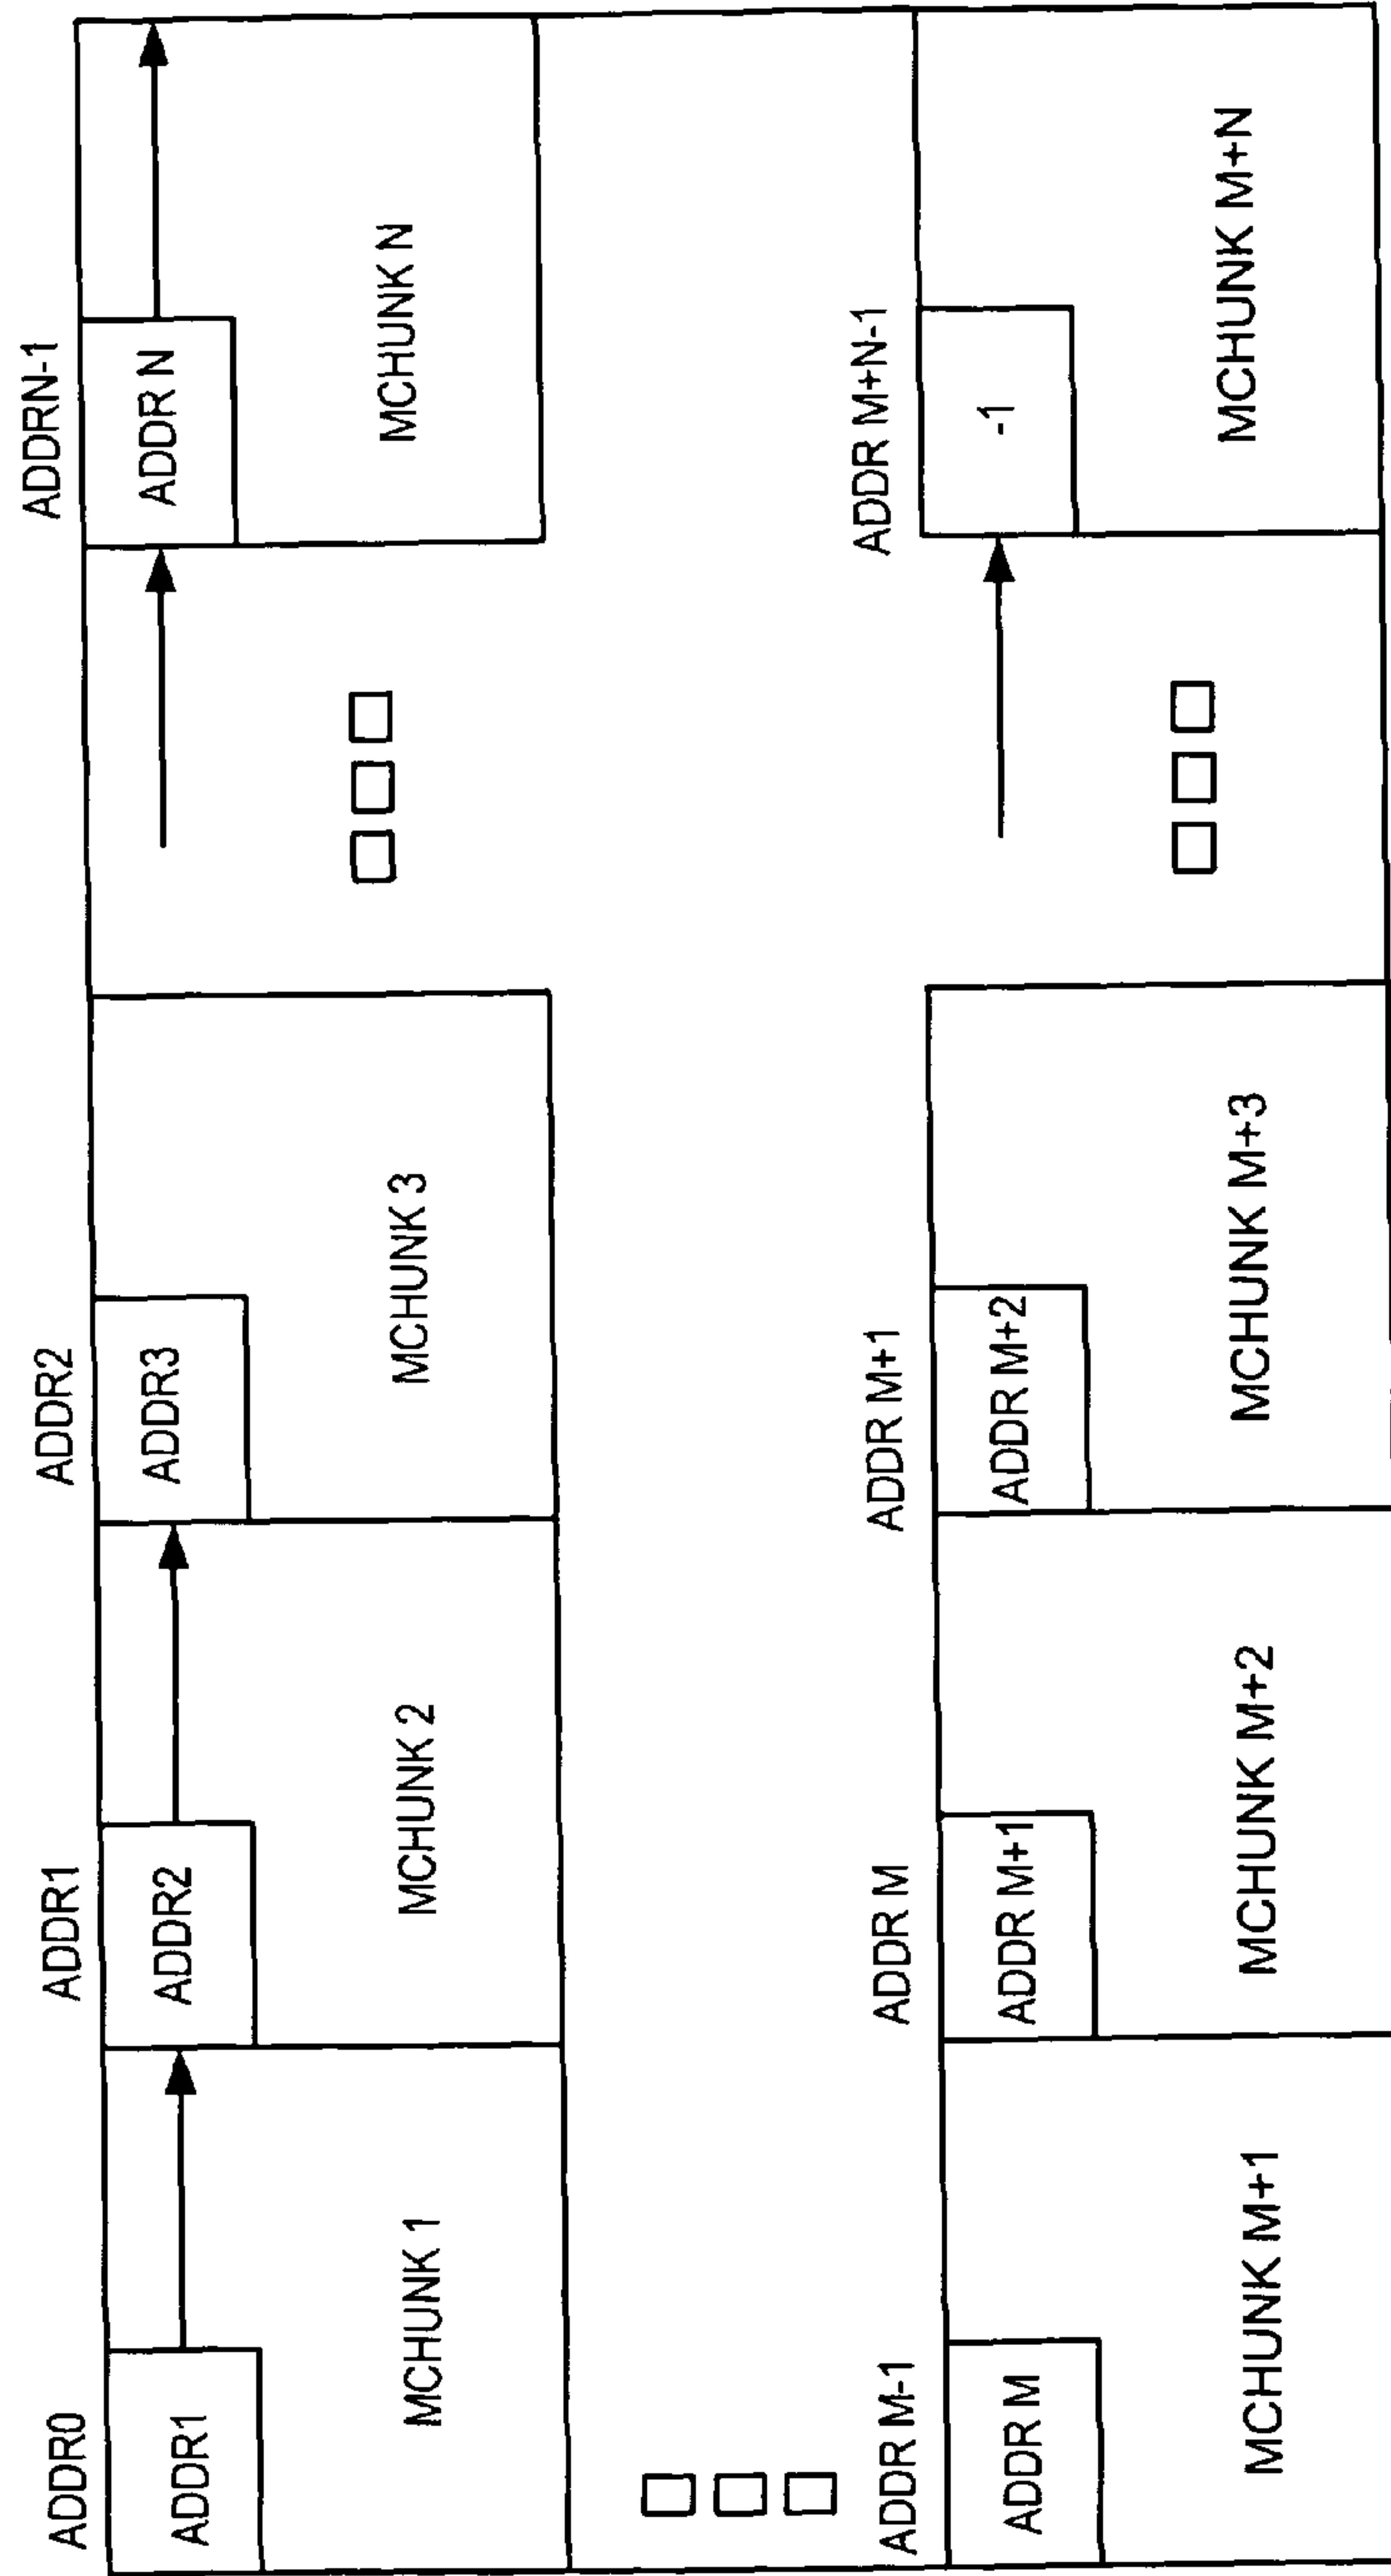 ADDR0
ADDR1
ADDR2
ADDRN-1
ADDR1
ADDR2
ADDR3
ADDR N
MCHUNK 1
MCHUNK 2
MCHUNK 3
MCHUNK N
ADDR M-1
ADDR M
ADDR M+1
ADDR M+N-1
ADDR M
ADDR M+1
ADDR M+2
-1
MCHUNK M+1
MCHUNK M+2
MCHUNK M+3
MCHUNK M+N